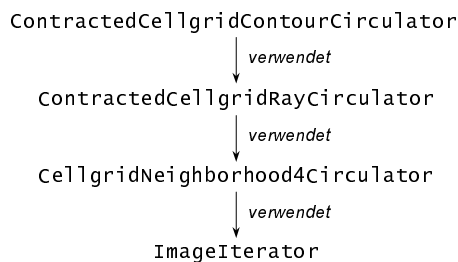 ContractedCellgridContourCirculator
verwendet
ContractedCellgridRayCirculator
verwendet
CellgridNeighborhood4Circulator
verwendet
ImageIterator